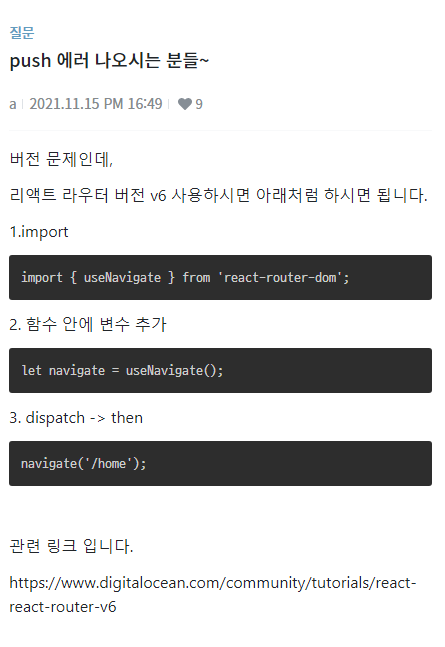 질문
push 에러 나오시는 분들~
a 2021.11.15 PM 16:49 9
버전 문제인데,
리액트 라우터 버전 v6 사용하시면 아래처럼 하시면 됩니다.
1.import
import { useNavigate } from 'react-router-dom';
2. 함수 안에 변수 추가
let navigate = useNavigate();
3. dispatch -> then
navigate('/home');
관련 링크 입니다.
https://www.digitalocean.com/community/tutorials/react-
react-router-v6